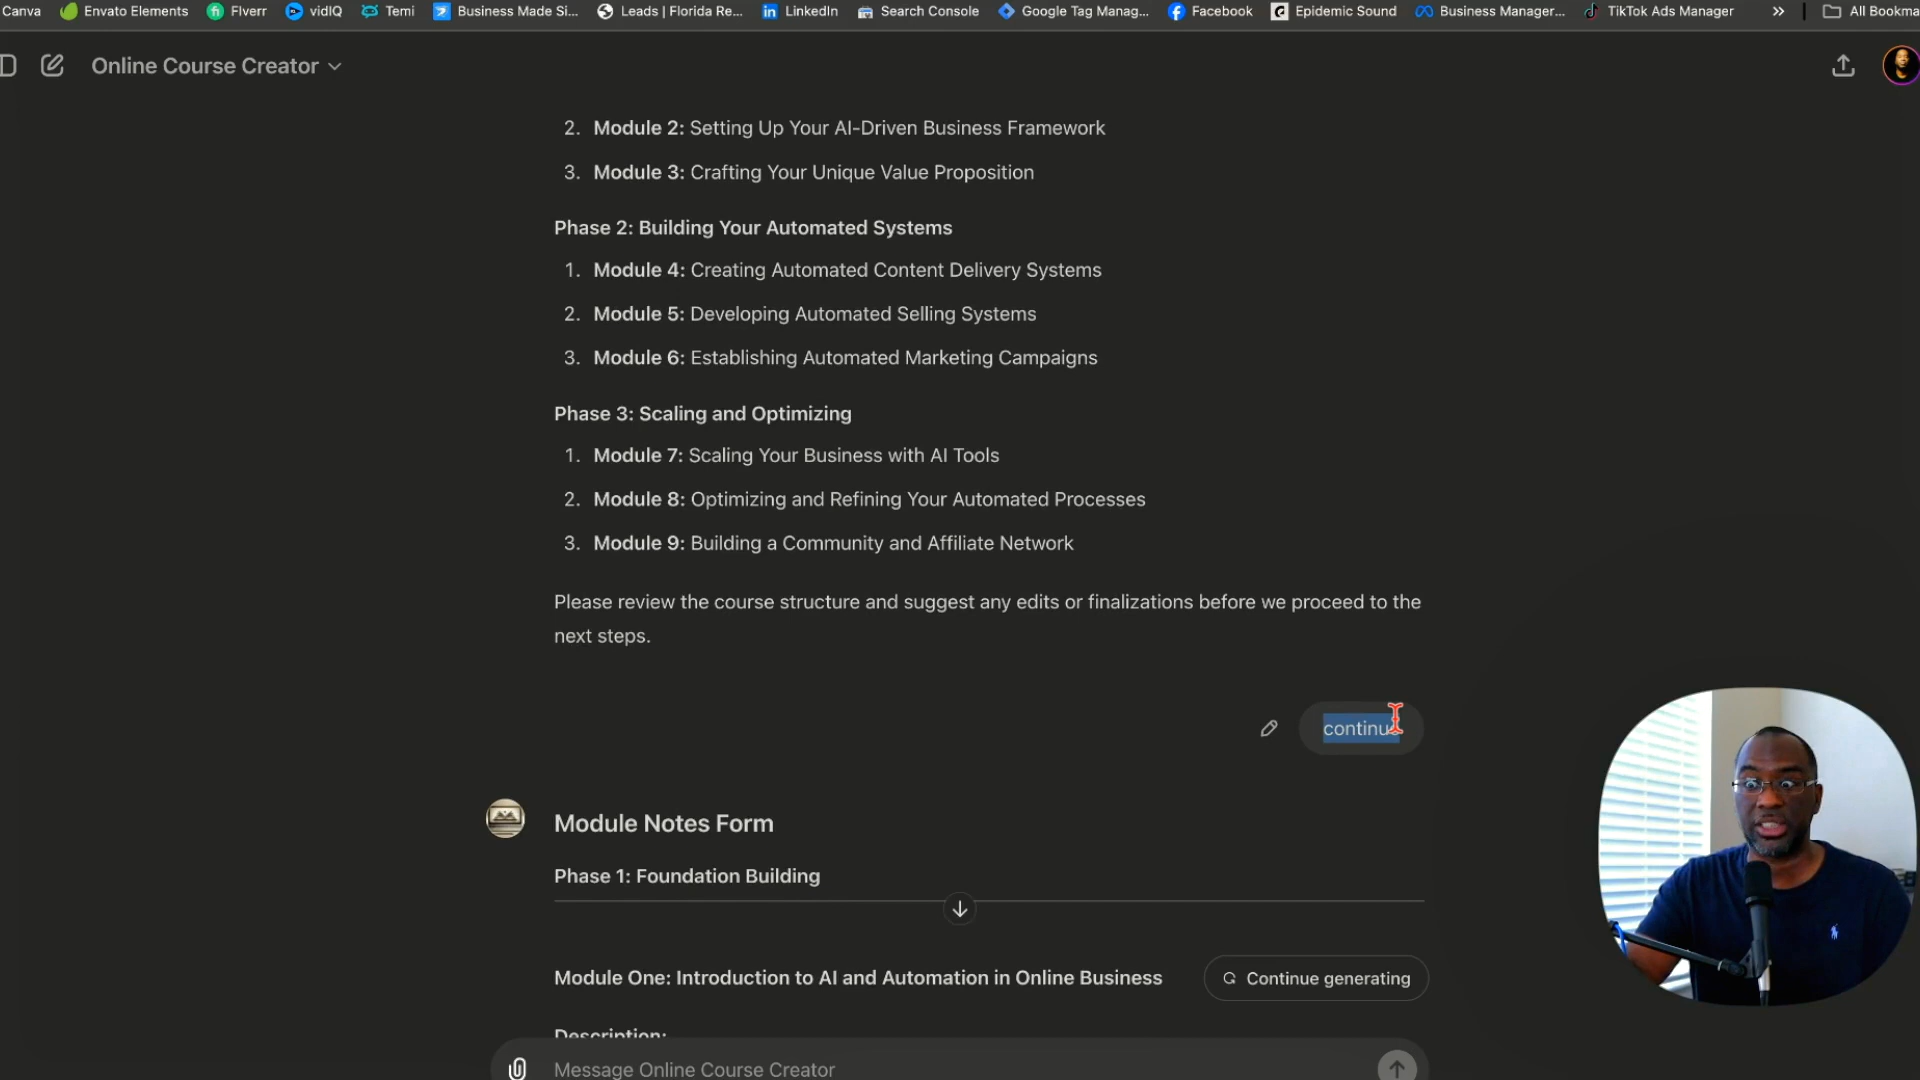 Canva Envato Elements FIverr vidIQ Temi Business Made Si... Leads | Florida Re... LinkedIn Search Console Google Tag Manag... Facebook Epidemic Sound Business Manager... TikTok Ads Manager » All Bookma
Online Course Creator
2. Module 2: Setting Up Your AI-Driven Business Framework
3. Module 3: Crafting Your Unique Value Proposition
Phase 2: Building Your Automated Systems
1. Module 4: Creating Automated Content Delivery Systems
2. Module 5: Developing Automated Selling Systems
3. Module 6: Establishing Automated Marketing Campaigns
Phase 3: Scaling and Optimizing
1. Module 7: Scaling Your Business with AI Tools
2. Module 8: Optimizing and Refining Your Automated Processes
3. Module 9: Building a Community and Affiliate Network
Please review the course structure and suggest any edits or finalizations before we proceed to the
next steps.
continue
Module Notes Form
Phase 1: Foundation Building
Module One: Introduction to AI and Automation in Online Business
Continue generating
Description:
Message Online Course Creator